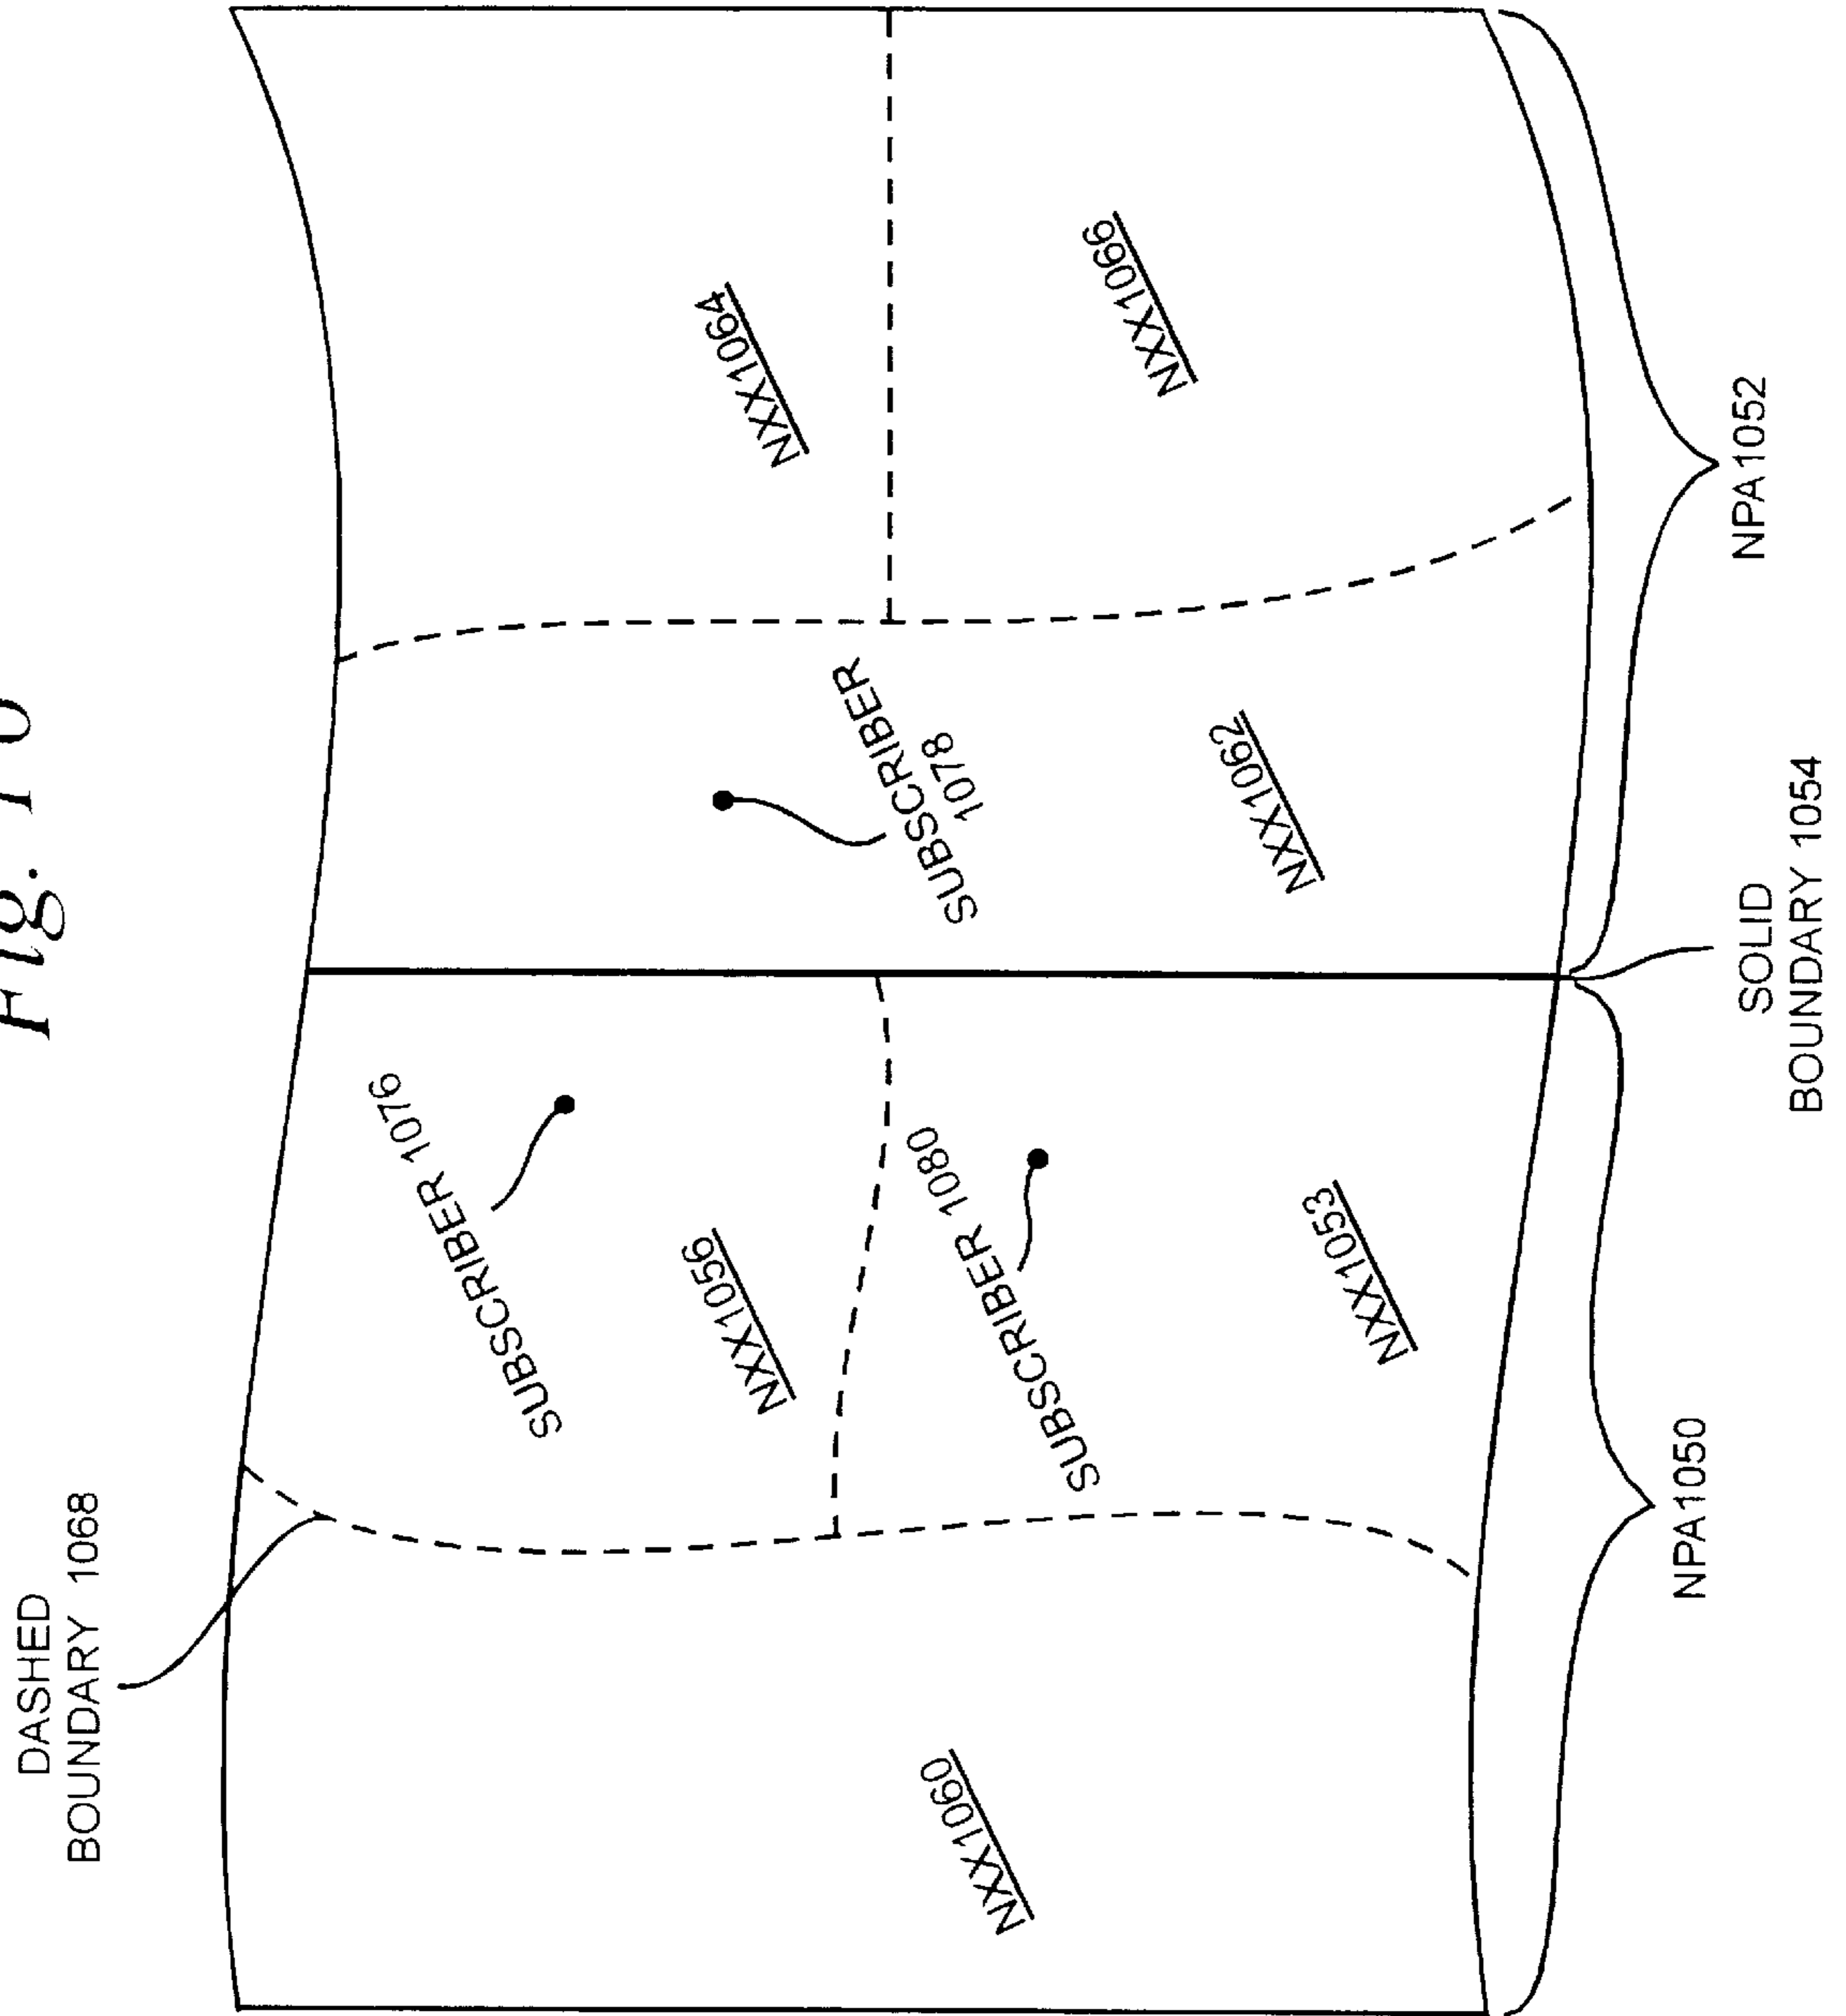 Fig. 10
DASHED
BOUNDARY 1068
SUBSCRIBER 1076
NXX1056
SUBSCRIBER 1080
NXX1053
NXX1060
SUBSCRIBER
1078
NXX1062
NXX1064
NXX1066
NPA1050
SOLID
BOUNDARY 1054
NPA1052